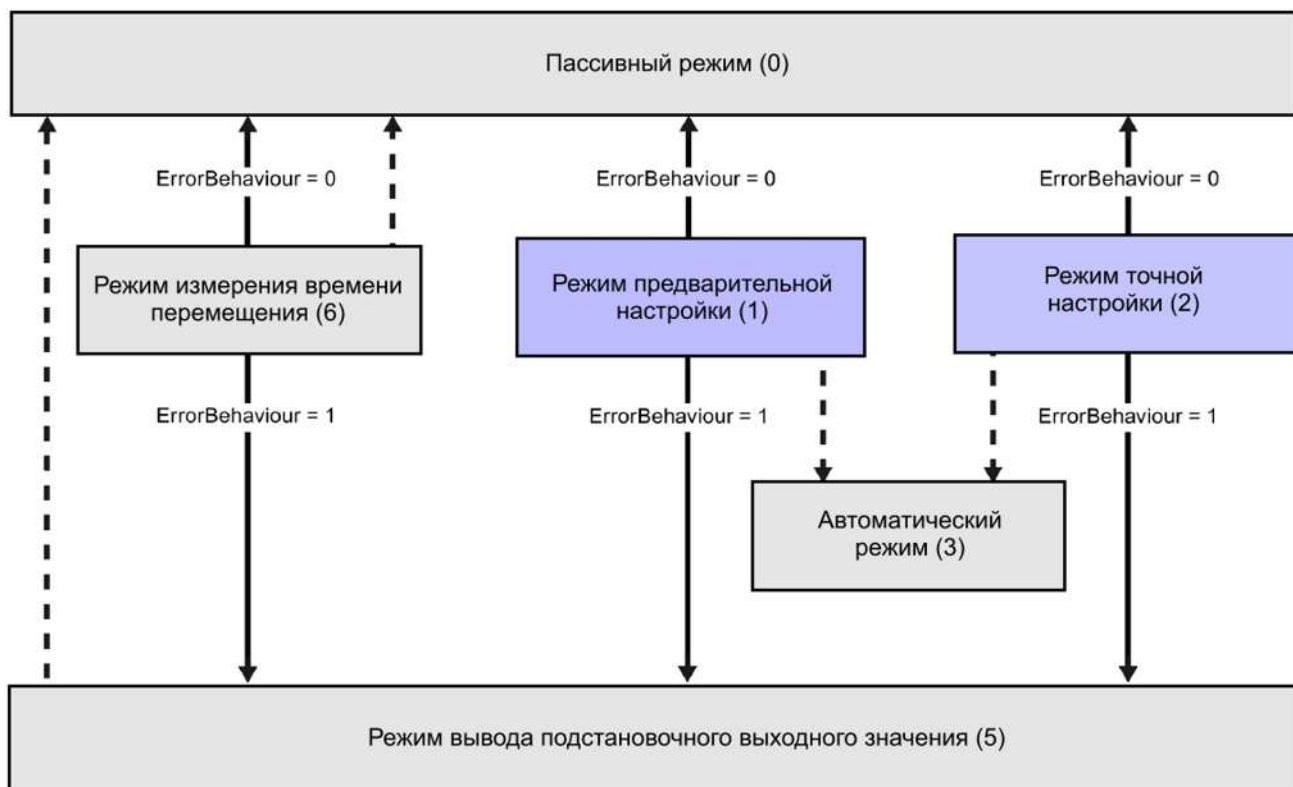 Пассивный режим (0)
ErrorBehaviour = 0
ErrorBehaviour = 0
ErrorBehaviour = 0
Режим измерения времени
перемещения (6)
Режим предварительной
настройки (1)
Режим точной
настройки (2)
ErrorBehaviour = 1
ErrorBehaviour = 1
ErrorBehaviour = 1
Автоматический
режим (3)
Режим вывода подстановочного выходного значения (5)